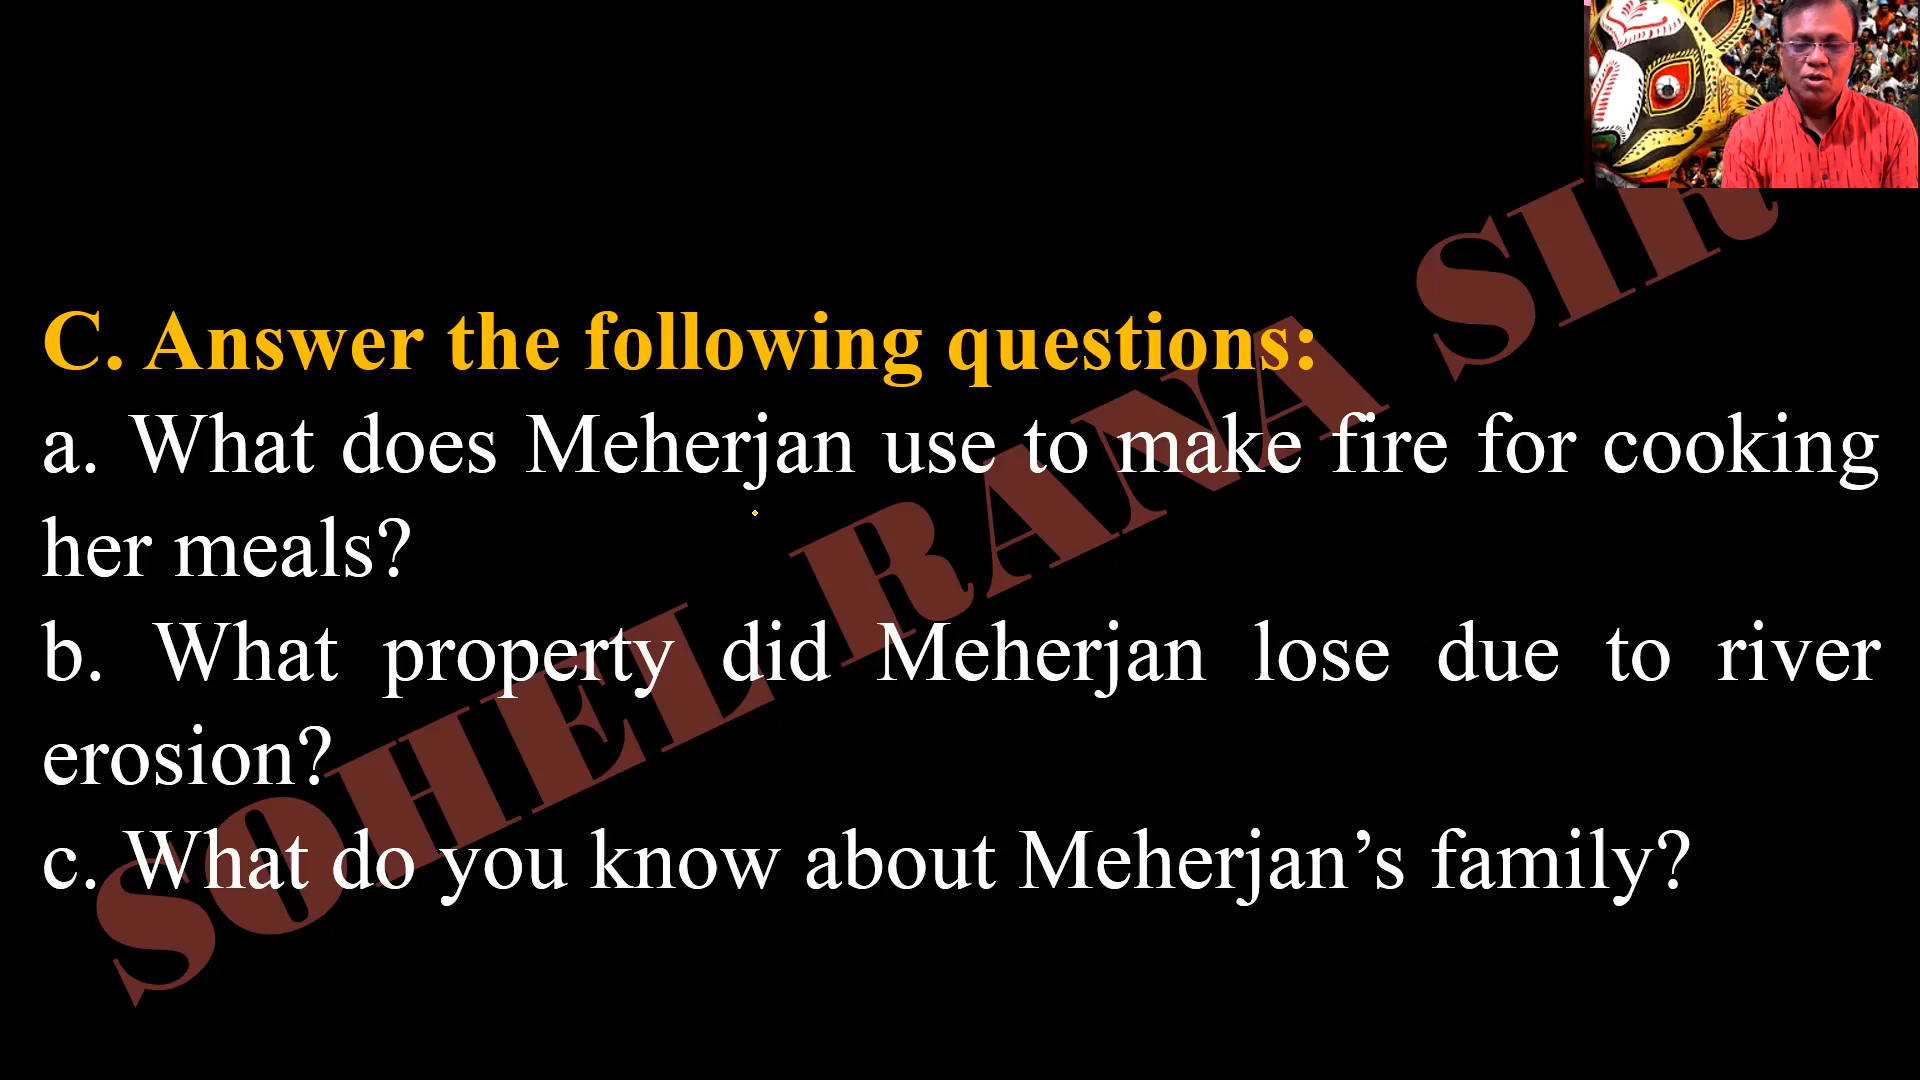 C. Answer the following questions:
a. What does Meherjan use to make fire for cooking
her meals?
b. What property did Meherjan lose due to river
erosion?
c. What do you know about Meherjan’s family?
SOHEL RANA SIR